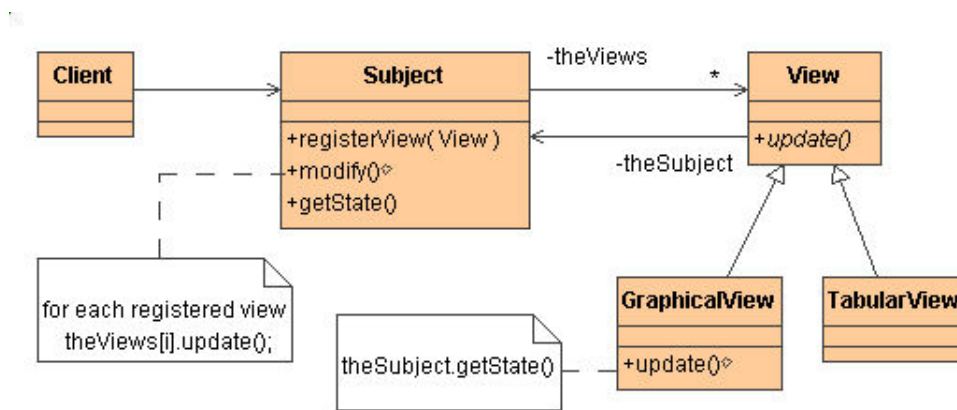 Client
Subject
-theViews
*
View
+registerView( View )
+modify()
+getState()
+update()
-theSubject
for each registered view
theViews[i].update();
theSubject.getState()
GraphicalView
+update()
TabularView